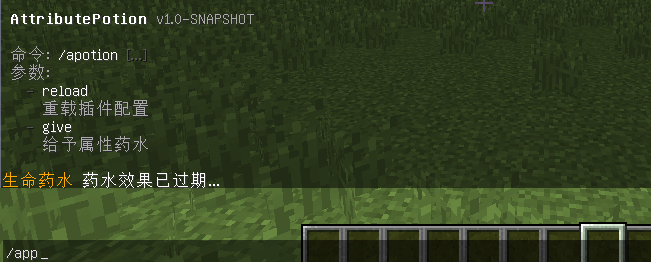 AttributePotion v1.0-SNAPSHOT
命令: /apotion [...]
参数:
- reload
重载插件配置
- give
给予属性药水
生命药水 药水效果已过期...
/app_